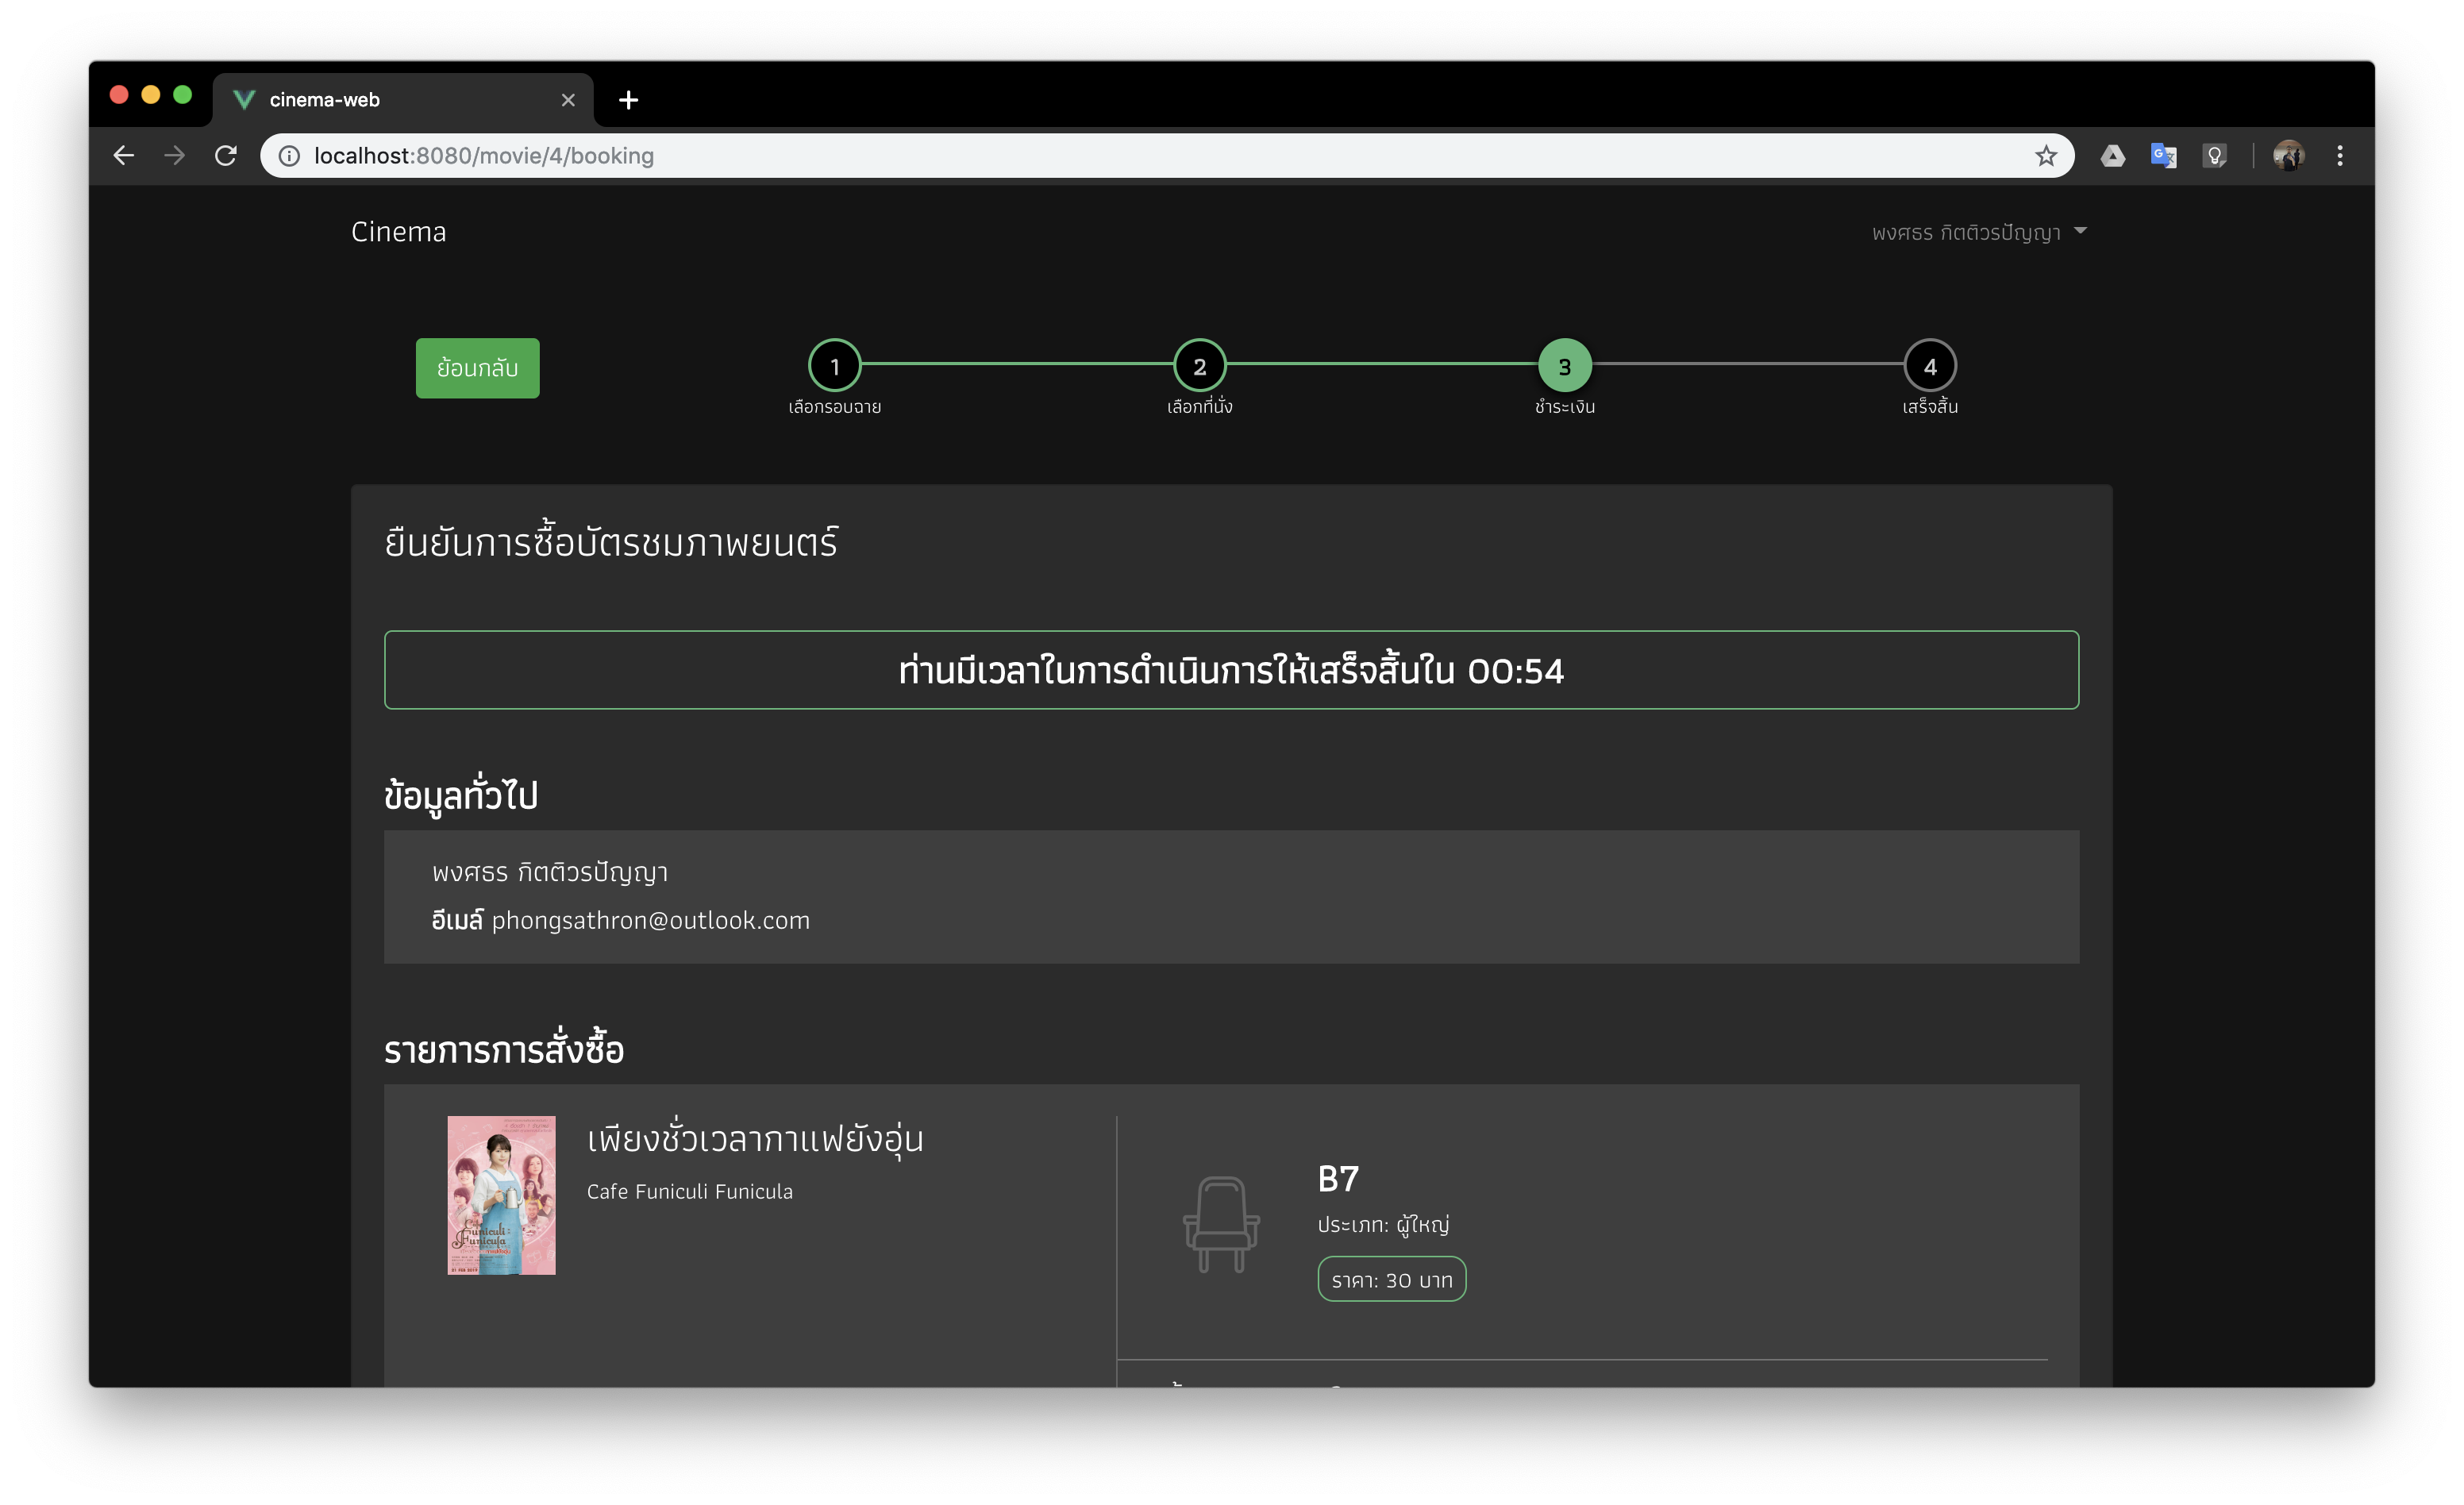 cinema-web
localhost:8080/movie/4/booking
Cinema
พงศธร กิตติวรปัญญา
ย้อนกลับ
1
2
3
4
เลือกรอบฉาย
เลือกที่นั่ง
ชำระเงิน
เสร็จสิ้น
ยืนยันการซื้อบัตรชมภาพยนตร์
ท่านมีเวลาในการดำเนินการให้เสร็จสิ้นใน 00:54
ข้อมูลทั่วไป
พงศธร กิตติวรปัญญา
อีเมล์ phongsathron@outlook.com
รายการการสั่งซื้อ
เพียงชั่วเวลากาแฟยังอุ่น
Cafe Funiculi Funicula
B7
ประเภท: ผู้ใหญ่
ราคา: 30 บาท